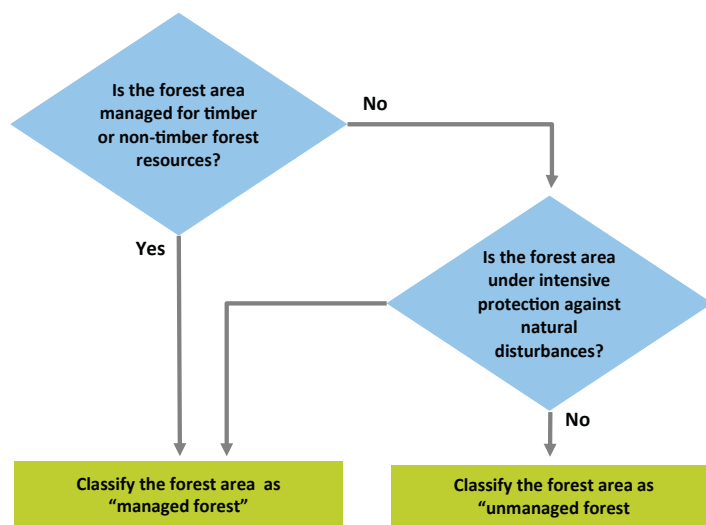 Is the forest area
managed for timber
or non-timber forest
resources?
No
Yes
Is the forest area
under intensive
protection against
natural
disturbances?
No
Classify the forest area as
“managed forest”
Classify the forest area as
“unmanaged forest